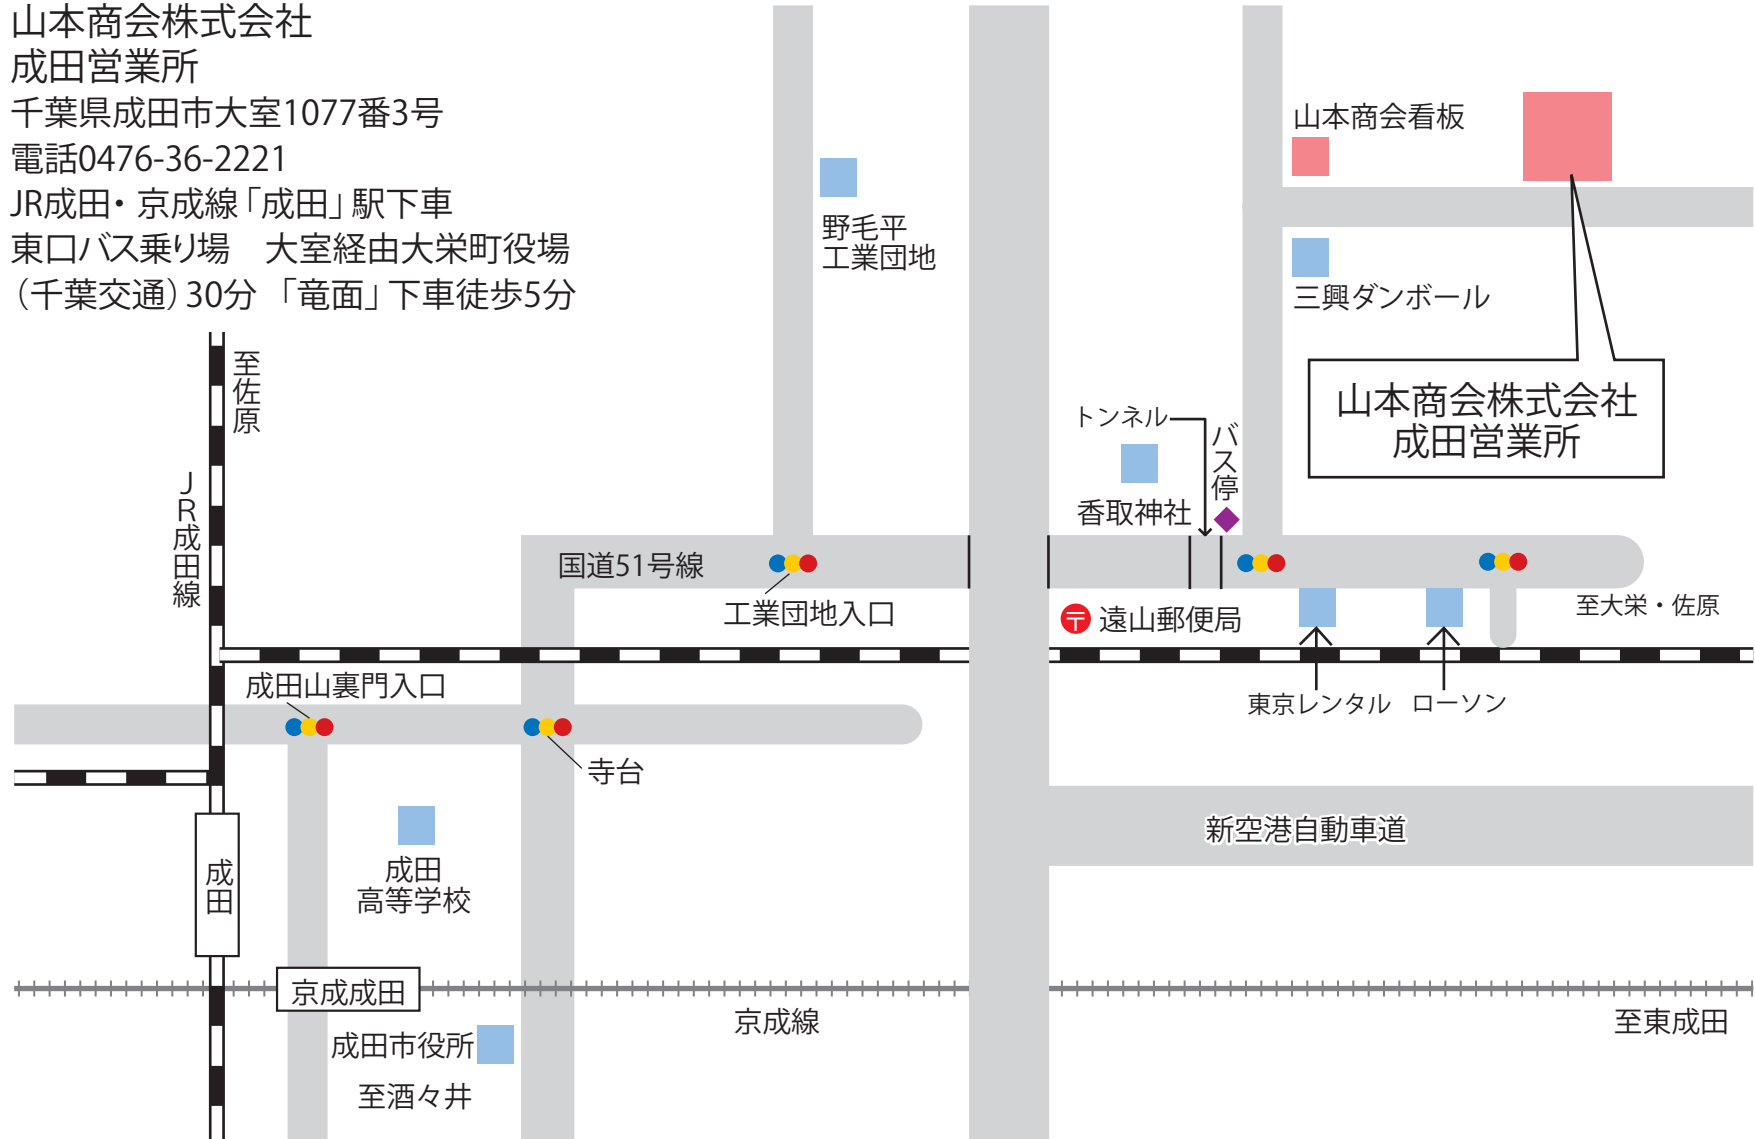 山本商会株式会社
成田営業所
千葉県成田市大室1077番3号
電話0476-36-2221
JR成田・京成線「成田」駅下車
東口バス乗り場　大室経由大栄町役場
（千葉交通）30分 「竜面」下車徒歩5分
山本商会看板
野毛平
工業団地
三興ダンボール
至佐原
山本商会株式会社
成田営業所
トンネル
バス停
JR成田線
香取神社
国道51号線
工業団地入口
〒 遠山郵便局
至大栄・佐原
成田山裏門入口
東京レンタル
ローソン
寺台
新空港自動車道
成田
成田
高等学校
京成成田
京成線
至東成田
成田市役所
至酒々井